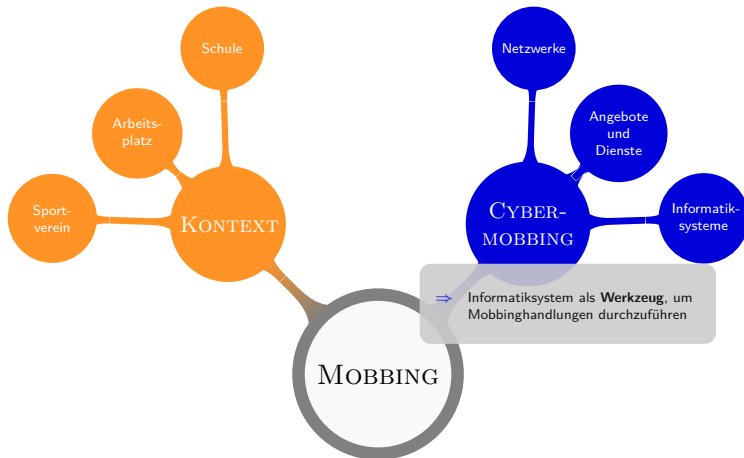 Schule
Arbeits-
platz
Sport-
verein
KONTEXT
Netzwerke
Angebote
und
Dienste
Informatik-
systeme
CYBER-
MOBBING
⇒ Informatiksystem als Werkzeug, um
Mobbinghandlungen durchzuführen
MOBBING